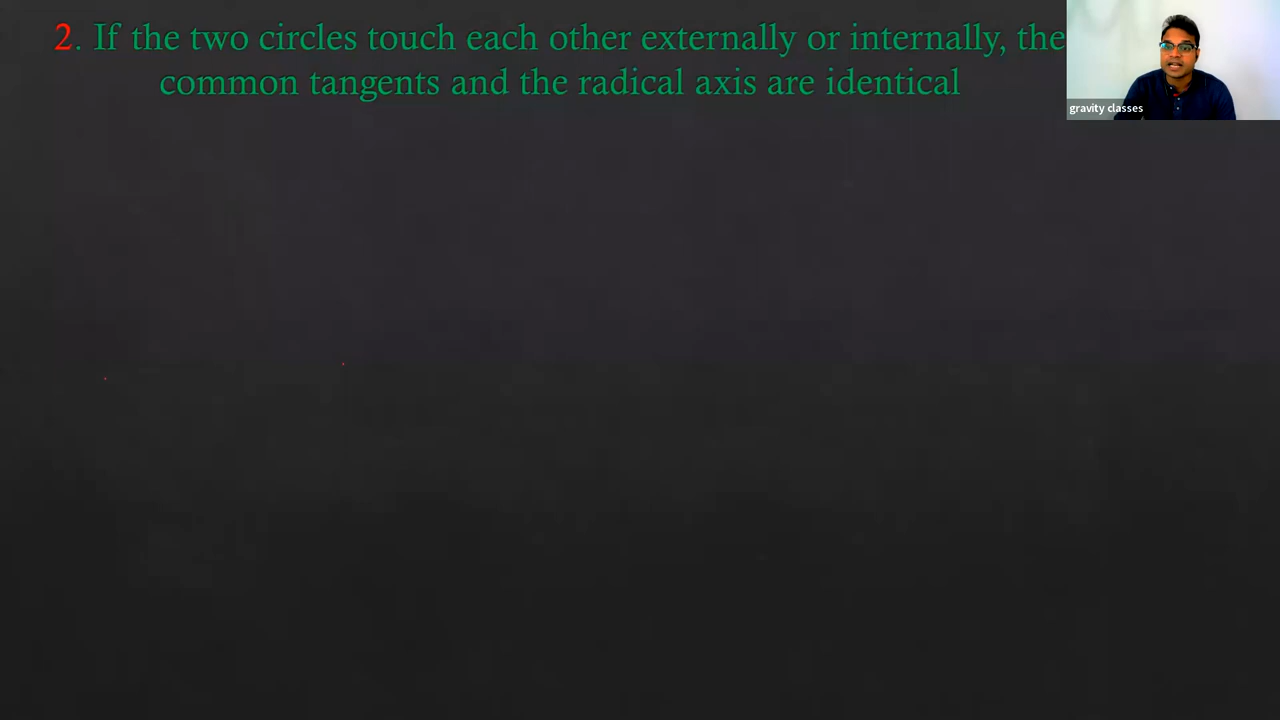 2. If the two circles touch each other externally or internally, the
common tangents and the radical axis are identical
gravity classes